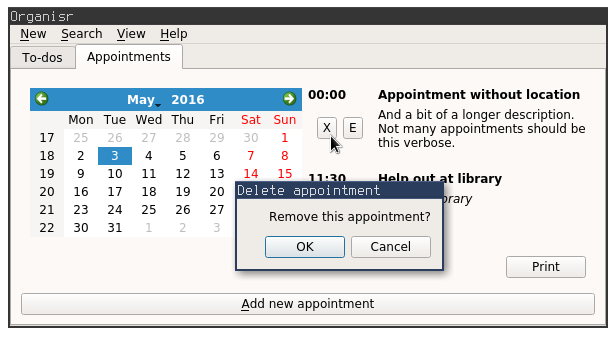 Organisr
New Search View Help
To-dos Appointments
May 2016
Mon Tue Wed Thu Fri Sat Sun
17 25 26 27 28 29 30 1
18 2 3 4 5 6 7 8
19 9 10 11 12 13 14 15
20 16 17 18 19 20
21 23 24 25 26 27
22 30 31 1 2 3
00:00 Appointment without location
And a bit of a longer description.
Not many appointments should be
this verbose.
X E
11:30 Help out at library
Delete appointment
Remove this appointment?
OK Cancel
Print
Add new appointment